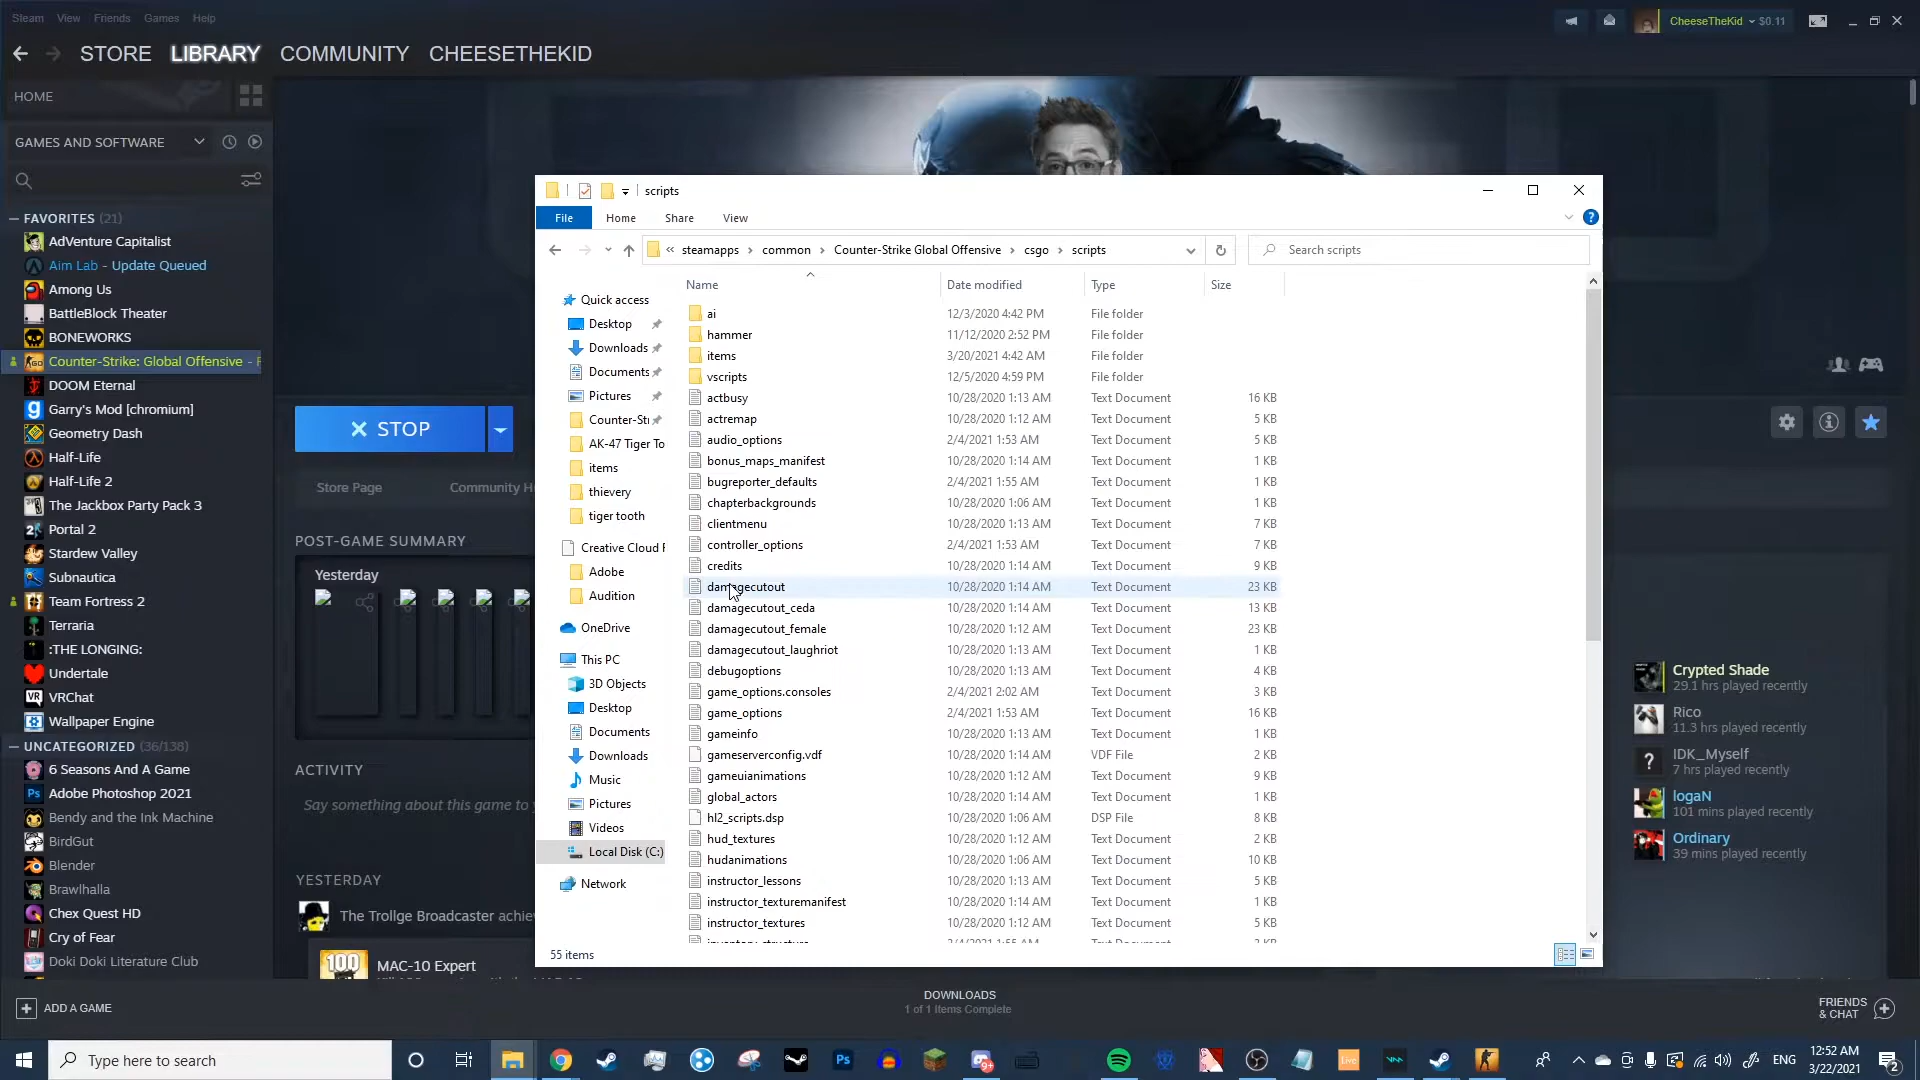 Steam View Friends Games Help
CheeseTheKid $0.11
STORE LIBRARY COMMUNITY CHEESETHEKID
HOME
GAMES AND SOFTWARE
FAVORITES (21)
AdVenture Capitalist
Aim Lab - Update Queued
Among Us
BattleBlock Theater
BONEWORKS
Counter-Strike: Global Offensive -
DOOM Eternal
Garry's Mod [chromium]
Geometry Dash
Half-Life
Half-Life 2
The Jackbox Party Pack 3
Portal 2
Stardew Valley
Subnautica
Team Fortress 2
Terraria
:THE LONGING:
Undertale
VRChat
Wallpaper Engine
UNCATEGORIZED (36/138)
6 Seasons And A Game
Adobe Photoshop 2021
Bendy and the Ink Machine
BirdGut
Blender
Brawlhalla
Chex Quest HD
Cry of Fear
Doki Doki Literature Club
ADD A GAME
STOP
Store Page Community H
POST-GAME SUMMARY
Yesterday
ACTIVITY
Say something about this game to
YESTERDAY
The Trollge Broadcaster achie
100
MAC-10 Expert
scripts
File Home Share View
« steamapps › common › Counter-Strike Global Offensive › csgo › scripts
Search scripts
Quick access
Desktop
Downloads
Documents
Pictures
Counter-Str
AK-47 Tiger To
items
thievery
tiger tooth
Creative Cloud F
Adobe
Audition
OneDrive
This PC
3D Objects
Desktop
Documents
Downloads
Music
Pictures
Videos
Local Disk (C:)
Network
Name Date modified Type Size
ai 12/3/2020 4:42 PM File folder
hammer 11/12/2020 2:52 PM File folder
items 3/20/2021 4:42 AM File folder
vscripts 12/5/2020 4:59 PM File folder
actbusy 10/28/2020 1:13 AM Text Document 16 KB
actremap 10/28/2020 1:12 AM Text Document 5 KB
audio_options 2/4/2021 1:53 AM Text Document 5 KB
bonus_maps_manifest 10/28/2020 1:14 AM Text Document 1 KB
bugreporter_defaults 2/4/2021 1:55 AM Text Document 1 KB
chapterbackgrounds 10/28/2020 1:06 AM Text Document 1 KB
clientmenu 10/28/2020 1:13 AM Text Document 7 KB
controller_options 2/4/2021 1:53 AM Text Document 7 KB
credits 10/28/2020 1:14 AM Text Document 9 KB
damagecutout 10/28/2020 1:14 AM Text Document 23 KB
damagecutout_ceda 10/28/2020 1:14 AM Text Document 13 KB
damagecutout_female 10/28/2020 1:12 AM Text Document 23 KB
damagecutout_laughriot 10/28/2020 1:13 AM Text Document 1 KB
debugoptions 10/28/2020 1:13 AM Text Document 4 KB
game_options.consoles 2/4/2021 2:02 AM Text Document 3 KB
game_options 2/4/2021 1:53 AM Text Document 16 KB
gameinfo 10/28/2020 1:13 AM Text Document 1 KB
gameserverconfig.vdf 10/28/2020 1:14 AM VDF File 2 KB
gameuianimations 10/28/2020 1:12 AM Text Document 9 KB
global_actors 10/28/2020 1:14 AM Text Document 1 KB
hl2_scripts.dsp 10/28/2020 1:06 AM DSP File 8 KB
hud_textures 10/28/2020 1:12 AM Text Document 2 KB
hudanimations 10/28/2020 1:06 AM Text Document 10 KB
instructor_lessons 10/28/2020 1:13 AM Text Document 5 KB
instructor_texturemanifest 10/28/2020 1:14 AM Text Document 1 KB
instructor_textures 10/28/2020 1:12 AM Text Document 5 KB
55 items
Crypted Shade
29.1 hrs played recently
Rico
11.3 hrs played recently
IDK_Myself
7 hrs played recently
logaN
101 mins played recently
Ordinary
39 mins played recently
DOWNLOADS
1 of 1 Items Complete
FRIENDS
& CHAT
Type here to search
ENG
12:52 AM
3/22/2021